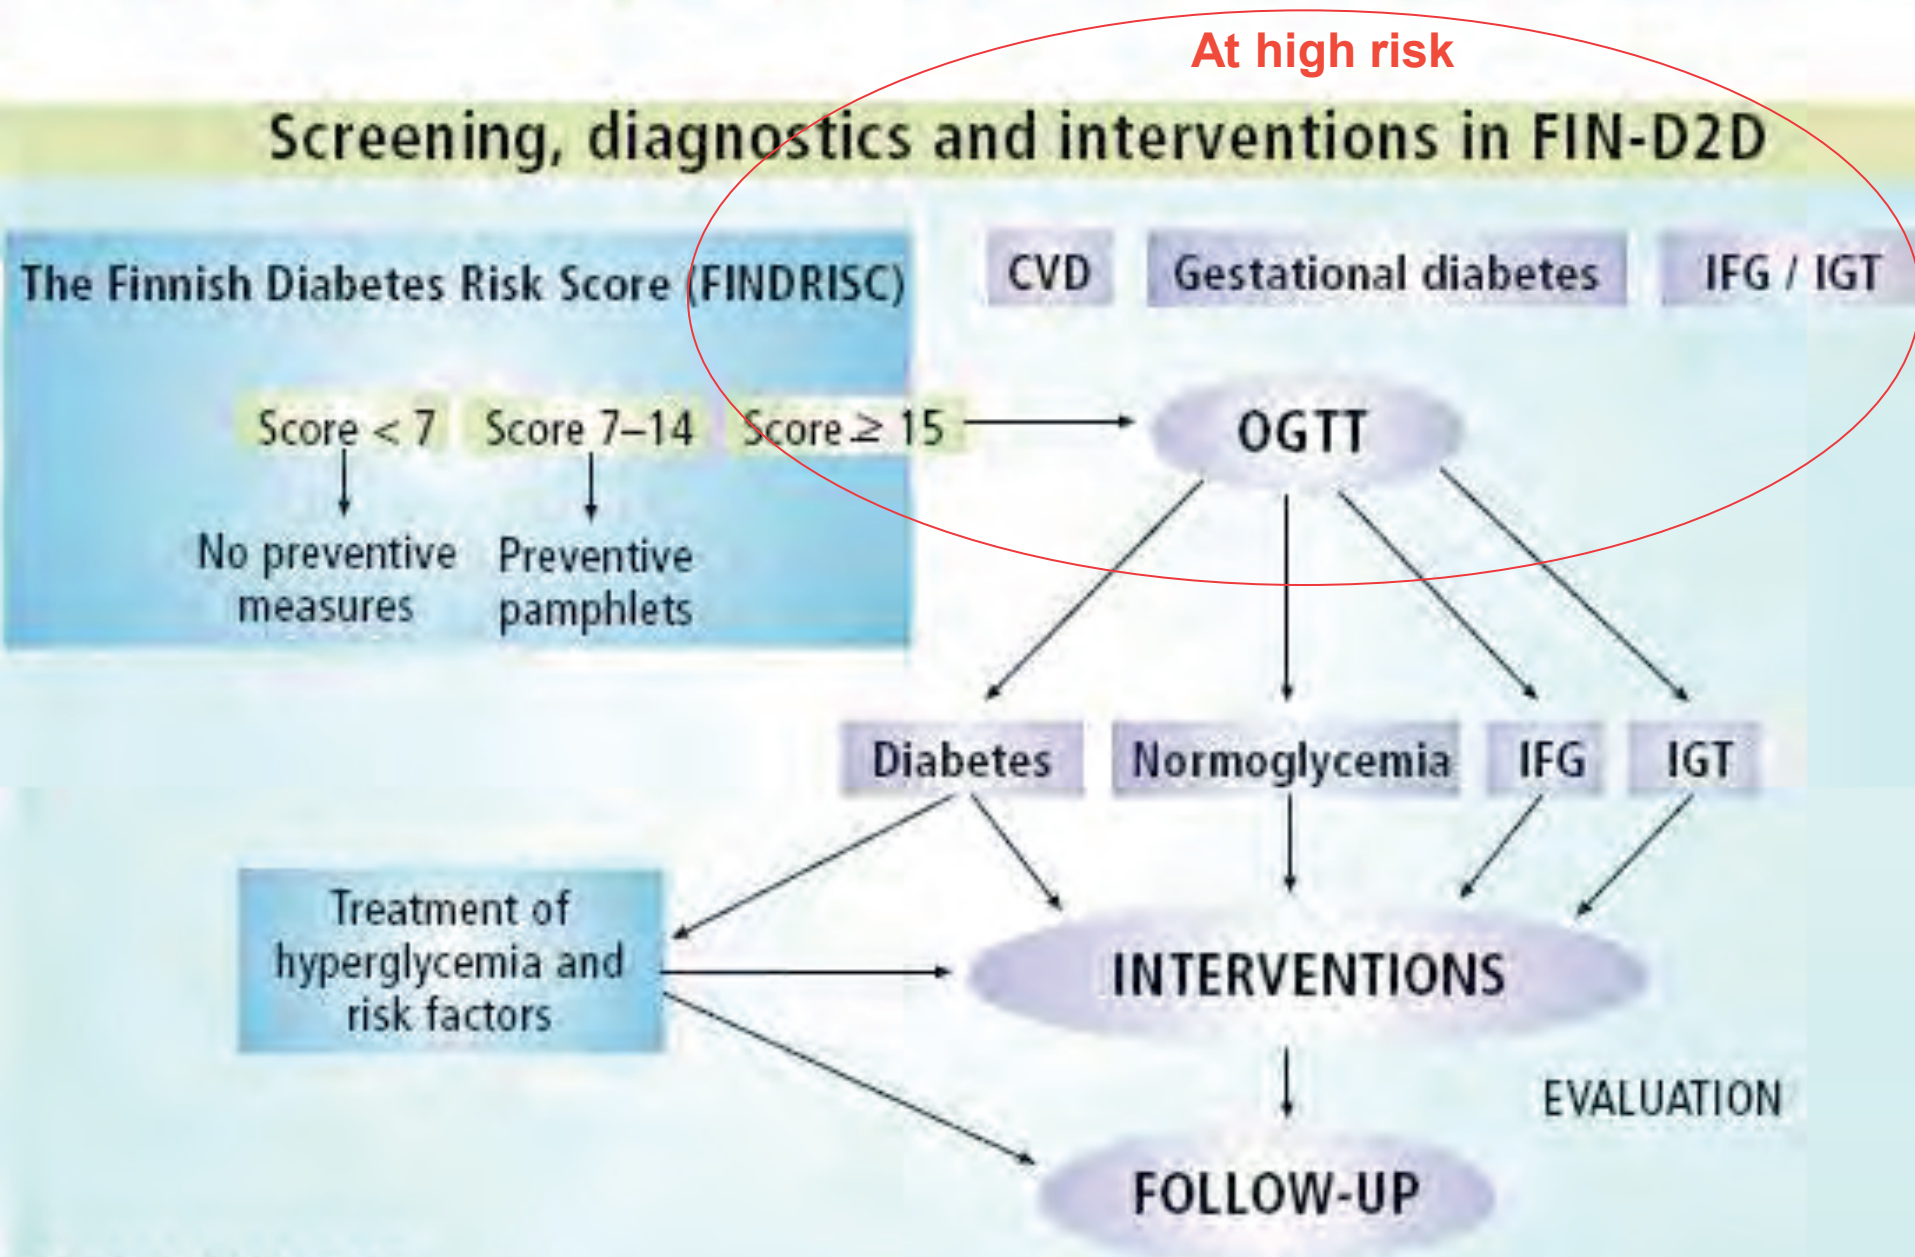 At high risk
Screening, diagnostics and interventions in FIN-D2D
The Finnish Diabetes Risk Score (FINDRISC)
CVD
Gestational diabetes
IFG / IGT
Score < 7
Score 7–14
Score ≥ 15
OGTT
No preventive
measures
Preventive
pamphlets
Diabetes
Normoglycemia
IFG
IGT
Treatment of
hyperglycemia and
risk factors
INTERVENTIONS
EVALUATION
FOLLOW-UP